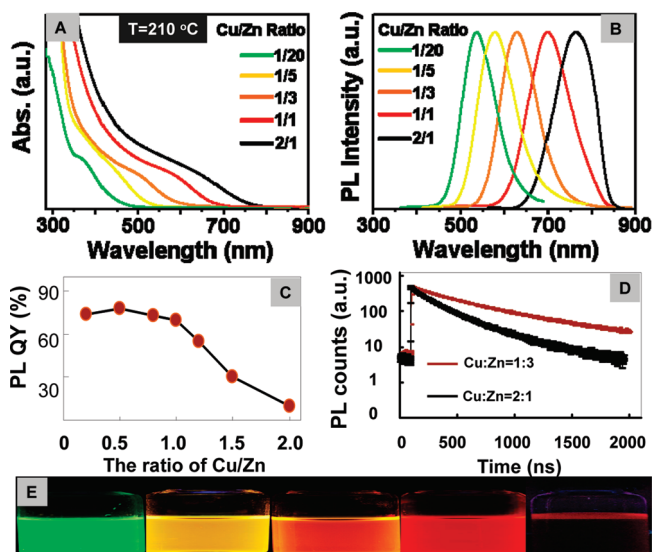 A
T=210 °C
Cu/Zn Ratio
1/20
1/5
1/3
1/1
2/1
Abs. (a.u.)
300 500 700 900
Wavelength (nm)
B
Cu/Zn Ratio
1/20
1/5
1/3
1/1
2/1
PL Intensity (a.u.)
300 500 700 900
Wavelength (nm)
C
PL QY (%)
90
60
30
0 0.5 1.0 1.5 2.0
The ratio of Cu/Zn
D
PL counts (a.u.)
1000
100
10
1
0
Cu:Zn=1:3
Cu:Zn=2:1
0 500 1000 1500 2000
Time (ns)
E